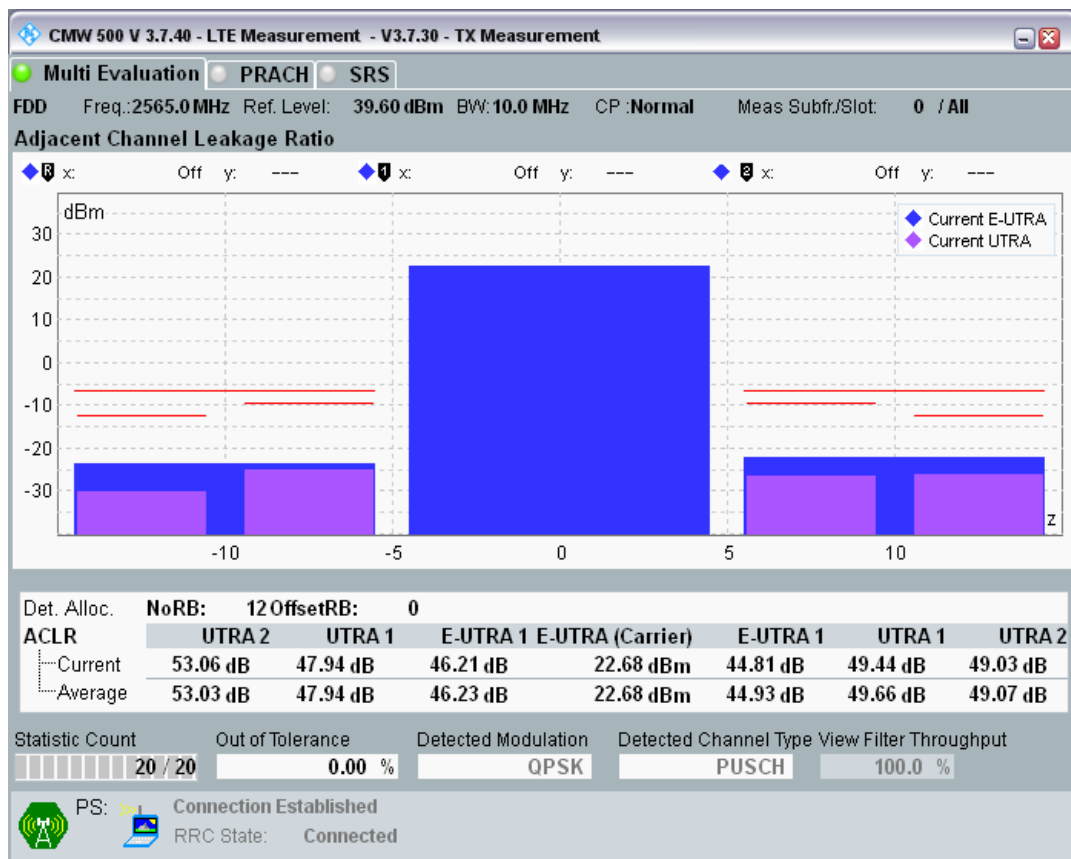 CMW 500 V 3.7.40 - LTE Measurement - V3.7.30 - TX Measurement
Multi Evaluation PRACH SRS
FDD Freq.:2565.0 MHz Ref. Level: 39.60 dBm BW:10.0 MHz CP :Normal Meas Subfr./Slot: 0 / All
Adjacent Channel Leakage Ratio
R x: Off y: --- 1 x: Off y: --- 2 x: Off y: ---
dBm
Current E-UTRA
Current UTRA
30
20
10
0
-10
-20
-30
z
-10 -5 0 5 10
Det. Alloc. NoRB: 12 OffsetRB: 0
ACLR UTRA 2 UTRA 1 E-UTRA 1 E-UTRA (Carrier) E-UTRA 1 UTRA 1 UTRA 2
Current 53.06 dB 47.94 dB 46.21 dB 22.68 dBm 44.81 dB 49.44 dB 49.03 dB
Average 53.03 dB 47.94 dB 46.23 dB 22.68 dBm 44.93 dB 49.66 dB 49.07 dB
Statistic Count Out of Tolerance Detected Modulation Detected Channel Type View Filter Throughput
20 / 20 0.00 % QPSK PUSCH 100.0 %
PS: Connection Established
RRC State: Connected